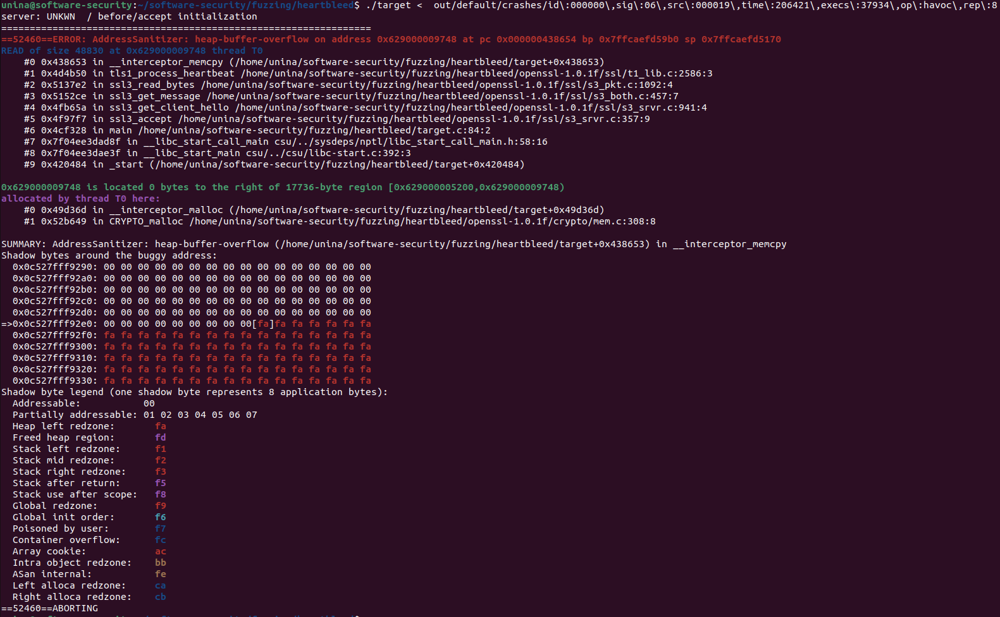 unina@software-security:~/software-security/fuzzing/heartbleed$ ./target <  out/default/crashes/id\:000000\,sig\:06\,src\:000019\,time\:206421\,execs\:37934\,op\:havoc\,rep\:8
server: UNKWN  / before/accept initialization
=================================================================
==52460==ERROR: AddressSanitizer: heap-buffer-overflow on address 0x629000009748 at pc 0x000000438654 bp 0x7ffcaefd59b0 sp 0x7ffcaefd5170
READ of size 48830 at 0x629000009748 thread T0
    #0 0x438653 in __interceptor_memcpy (/home/unina/software-security/fuzzing/heartbleed/target+0x438653)
    #1 0x4d4b50 in tls1_process_heartbeat /home/unina/software-security/fuzzing/heartbleed/openssl-1.0.1f/ssl/t1_lib.c:2586:3
    #2 0x5137e2 in ssl3_read_bytes /home/unina/software-security/fuzzing/heartbleed/openssl-1.0.1f/ssl/s3_pkt.c:1092:4
    #3 0x5152ce in ssl3_get_message /home/unina/software-security/fuzzing/heartbleed/openssl-1.0.1f/ssl/s3_both.c:457:7
    #4 0x4fb65a in ssl3_get_client_hello /home/unina/software-security/fuzzing/heartbleed/openssl-1.0.1f/ssl/s3_srvr.c:941:4
    #5 0x4f97f7 in ssl3_accept /home/unina/software-security/fuzzing/heartbleed/openssl-1.0.1f/ssl/s3_srvr.c:357:9
    #6 0x4cf328 in main /home/unina/software-security/fuzzing/heartbleed/target.c:84:2
    #7 0x7f04ee3dad8f in __libc_start_call_main csu/../sysdeps/nptl/libc_start_call_main.h:58:16
    #8 0x7f04ee3dae3f in __libc_start_main csu/../csu/libc-start.c:392:3
    #9 0x420484 in _start (/home/unina/software-security/fuzzing/heartbleed/target+0x420484)

0x629000009748 is located 0 bytes to the right of 17736-byte region [0x629000005200,0x629000009748)
allocated by thread T0 here:
    #0 0x49d36d in __interceptor_malloc (/home/unina/software-security/fuzzing/heartbleed/target+0x49d36d)
    #1 0x52b649 in CRYPTO_malloc /home/unina/software-security/fuzzing/heartbleed/openssl-1.0.1f/crypto/mem.c:308:8

SUMMARY: AddressSanitizer: heap-buffer-overflow (/home/unina/software-security/fuzzing/heartbleed/target+0x438653) in __interceptor_memcpy
Shadow bytes around the buggy address:
  0x0c527fff9290: 00 00 00 00 00 00 00 00 00 00 00 00 00 00 00 00
  0x0c527fff92a0: 00 00 00 00 00 00 00 00 00 00 00 00 00 00 00 00
  0x0c527fff92b0: 00 00 00 00 00 00 00 00 00 00 00 00 00 00 00 00
  0x0c527fff92c0: 00 00 00 00 00 00 00 00 00 00 00 00 00 00 00 00
  0x0c527fff92d0: 00 00 00 00 00 00 00 00 00 00 00 00 00 00 00 00
=>0x0c527fff92e0: 00 00 00 00 00 00 00 00 00[fa]fa fa fa fa fa fa
  0x0c527fff92f0: fa fa fa fa fa fa fa fa fa fa fa fa fa fa fa fa
  0x0c527fff9300: fa fa fa fa fa fa fa fa fa fa fa fa fa fa fa fa
  0x0c527fff9310: fa fa fa fa fa fa fa fa fa fa fa fa fa fa fa fa
  0x0c527fff9320: fa fa fa fa fa fa fa fa fa fa fa fa fa fa fa fa
  0x0c527fff9330: fa fa fa fa fa fa fa fa fa fa fa fa fa fa fa fa
Shadow byte legend (one shadow byte represents 8 application bytes):
  Addressable:           00
  Partially addressable: 01 02 03 04 05 06 07
  Heap left redzone:       fa
  Freed heap region:       fd
  Stack left redzone:      f1
  Stack mid redzone:       f2
  Stack right redzone:     f3
  Stack after return:      f5
  Stack use after scope:   f8
  Global redzone:          f9
  Global init order:       f6
  Poisoned by user:        f7
  Container overflow:      fc
  Array cookie:            ac
  Intra object redzone:    bb
  ASan internal:           fe
  Left alloca redzone:     ca
  Right alloca redzone:    cb
==52460==ABORTING